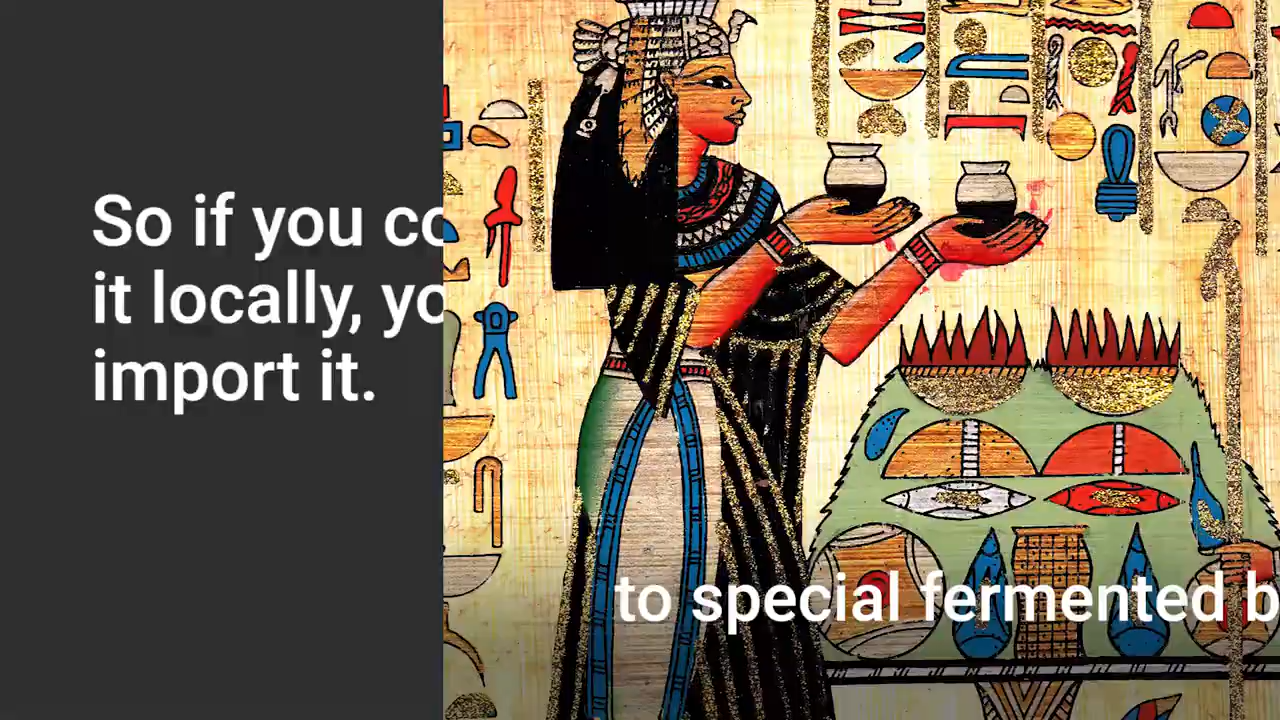 So if you co
it locally, yo
import it.
to special fermented b